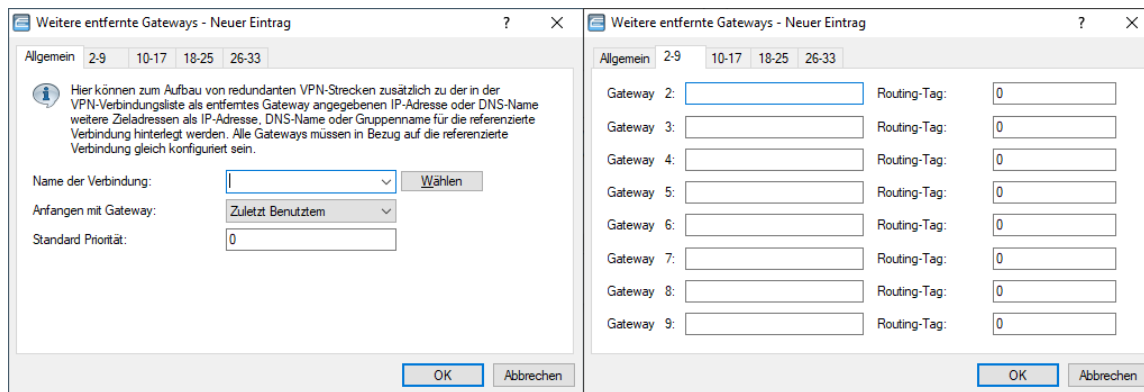 Weitere entfernte Gateways - Neuer Eintrag ?
Allgemein 2-9 10-17 18-25 26-33
Hier können zum Aufbau von redundanten VPN-Strecken zusätzlich zu der in der
VPN-Verbindungsliste als entferntes Gateway angegebenen IP-Adresse oder DNS-Name
weitere Zieladressen als IP-Adresse, DNS-Name oder Gruppenname für die referenzierte
Verbindung hinterlegt werden. Alle Gateways müssen in Bezug auf die referenzierte
Verbindung gleich konfiguriert sein.
Name der Verbindung: Wählen
Anfangen mit Gateway: Zuletzt Benutztem
Standard Priorität: 0
OK Abbrechen
Weitere entfernte Gateways - Neuer Eintrag ?
Allgemein 2-9 10-17 18-25 26-33
Gateway 2: Routing-Tag: 0
Gateway 3: Routing-Tag: 0
Gateway 4: Routing-Tag: 0
Gateway 5: Routing-Tag: 0
Gateway 6: Routing-Tag: 0
Gateway 7: Routing-Tag: 0
Gateway 8: Routing-Tag: 0
Gateway 9: Routing-Tag: 0
OK Abbrechen